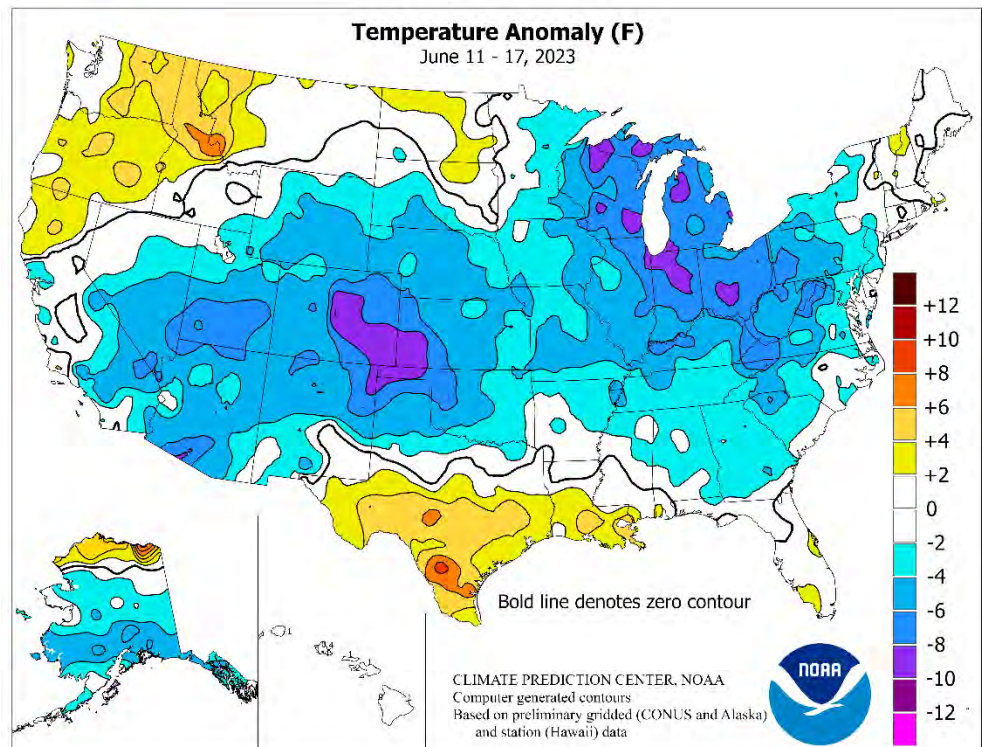 Temperature Anomaly (F)
June 11 - 17, 2023
+12
+10
+8
+6
+4
+2
0
-2
-4
-6
-8
-10
-12
Bold line denotes zero contour
CLIMATE PREDICTION CENTER, NOAA
Computer generated contours
Based on preliminary gridded (CONUS and Alaska)
and station (Hawaii) data
NOAA